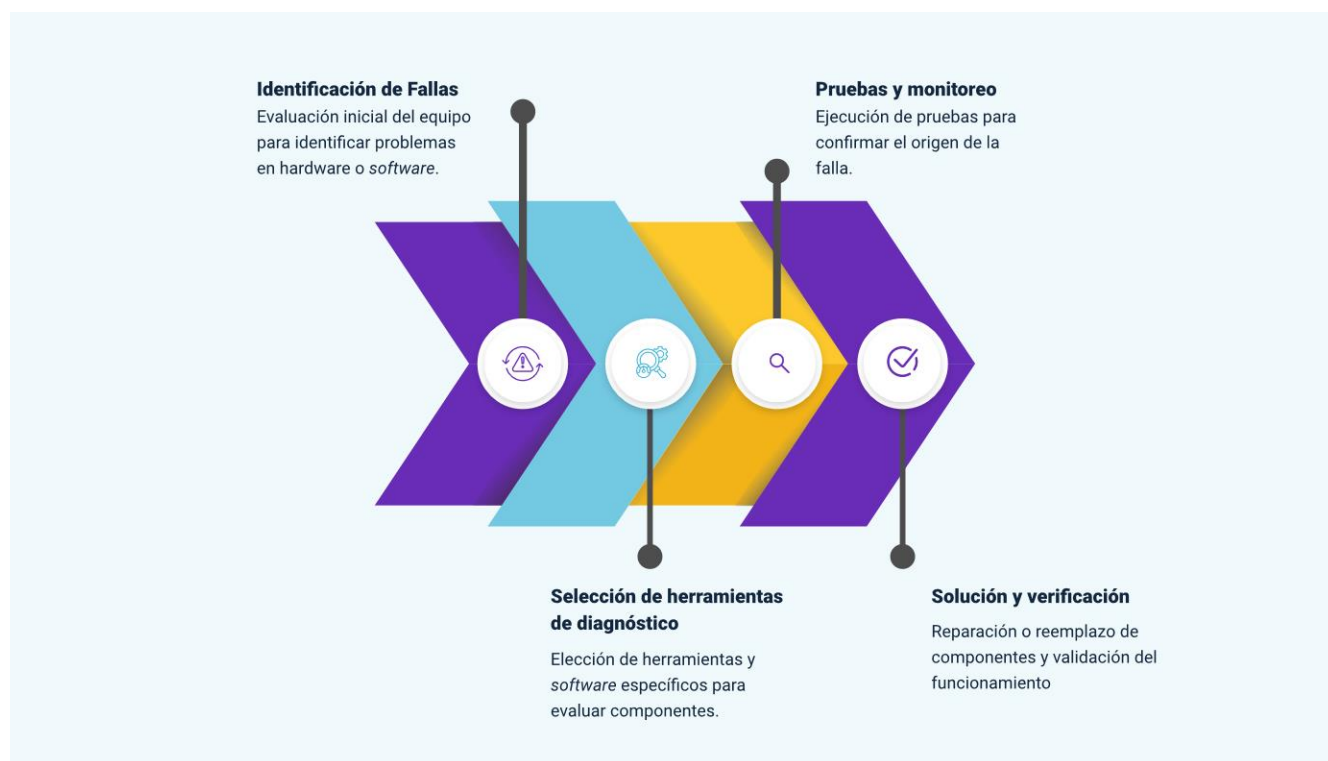 Identificación de Fallas
Evaluación inicial del equipo
para identificar problemas
en hardware o software.
Selección de herramientas
de diagnóstico
Elección de herramientas y
software específicos para
evaluar componentes.
Pruebas y monitoreo
Ejecución de pruebas para
confirmar el origen de la
falla.
Solución y verificación
Reparación o reemplazo de
componentes y validación del
funcionamiento